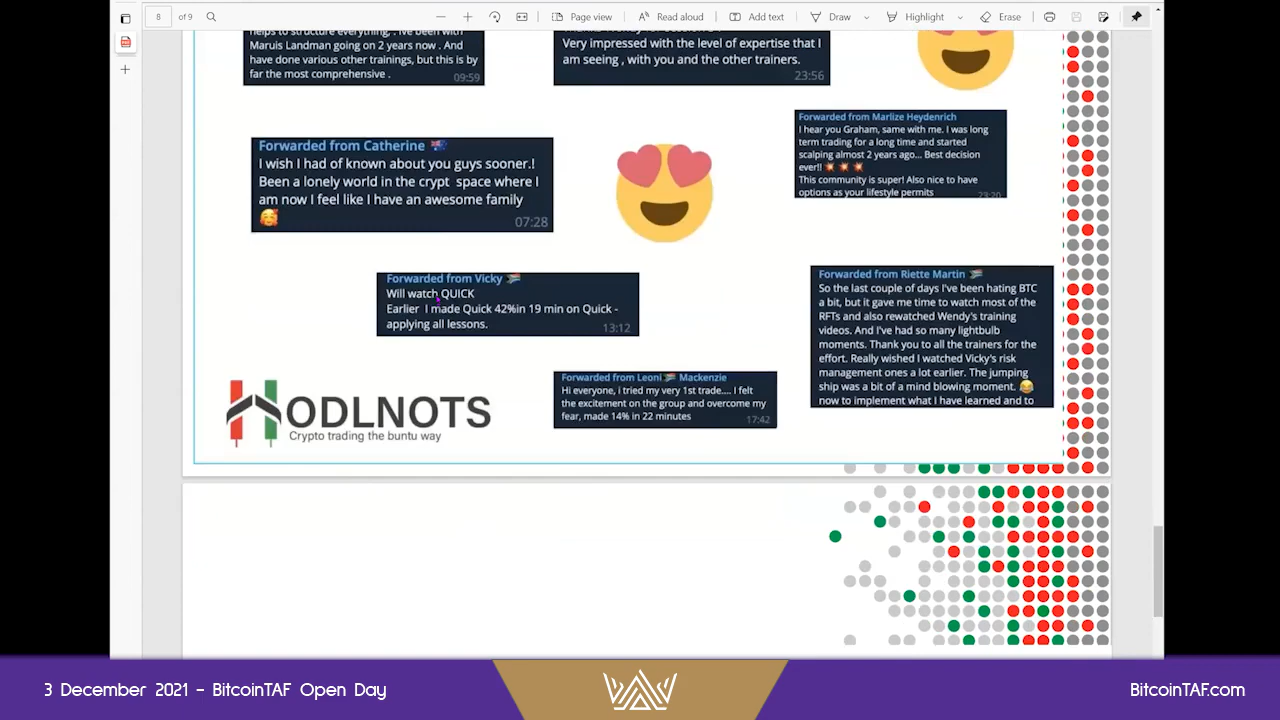 8 of 9
Page view
Read aloud
Add text
Draw
Highlight
Erase
helps to structure everything, . Ive been with
Maruis Landman going on 2 years now . And
have done various other trainings, but this is by
far the most comprehensive .
09:59
Very impressed with the level of expertise that I
am seeing , with you and the other trainers.
23:56
Forwarded from Marlize Heydenrich
I hear you Graham, same with me. I was long
term trading for a long time and started
scalping almost 2 years ago... Best decision
ever!! 💥 💥 💥
This community is super! Also nice to have
options as your lifestyle permits
23:20
Forwarded from Catherine 🇦🇺
I wish I had of known about you guys sooner.!
Been a lonely world in the crypt space where I
am now I feel like I have an awesome family
🥰
07:28
Forwarded from Vicky 🇿🇦
Will watch QUICK
Earlier I made Quick 42%in 19 min on Quick -
applying all lessons.
13:12
Forwarded from Riette Martin 🇿🇦
So the last couple of days I've been hating BTC
a bit, but it gave me time to watch most of the
RFTs and also rewatched Wendy's training
videos. And I've had so many lightbulb
moments. Thank you to all the trainers for the
effort. Really wished I watched Vicky's risk
management ones a lot earlier. The jumping
ship was a bit of a mind blowing moment. 😂
now to implement what I have learned and to
Forwarded from Leoni 🇿🇦 Mackenzie
Hi everyone, i tried my very 1st trade.... I felt
the excitement on the group and overcome my
fear, made 14% in 22 minutes
17:42
HODLNOTS
Crypto trading the buntu way
3 December 2021 - BitcoinTAF Open Day
BitcoinTAF.com